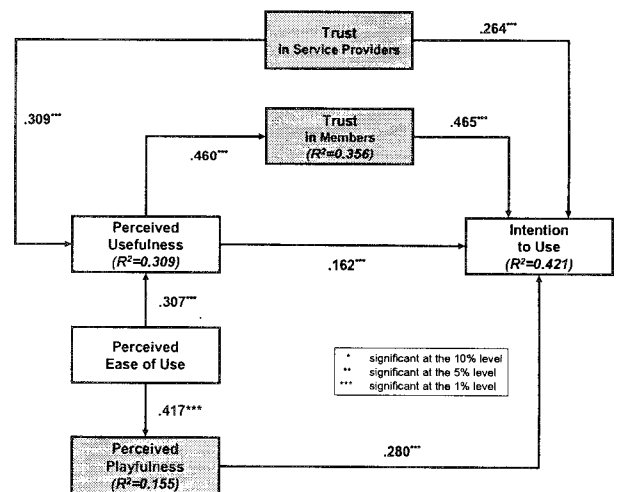 Trust
in Service Providers
.264***
.309***
Trust
in Members
(R²=0.356)
.465***
.460***
Perceived
Usefulness
(R²=0.309)
Intention
to Use
(R²=0.421)
.162***
.307***
Perceived
Ease of Use
* significant at the 10% level
** significant at the 5% level
*** significant at the 1% level
.417***
Perceived
Playfulness
(R²=0.155)
.280***